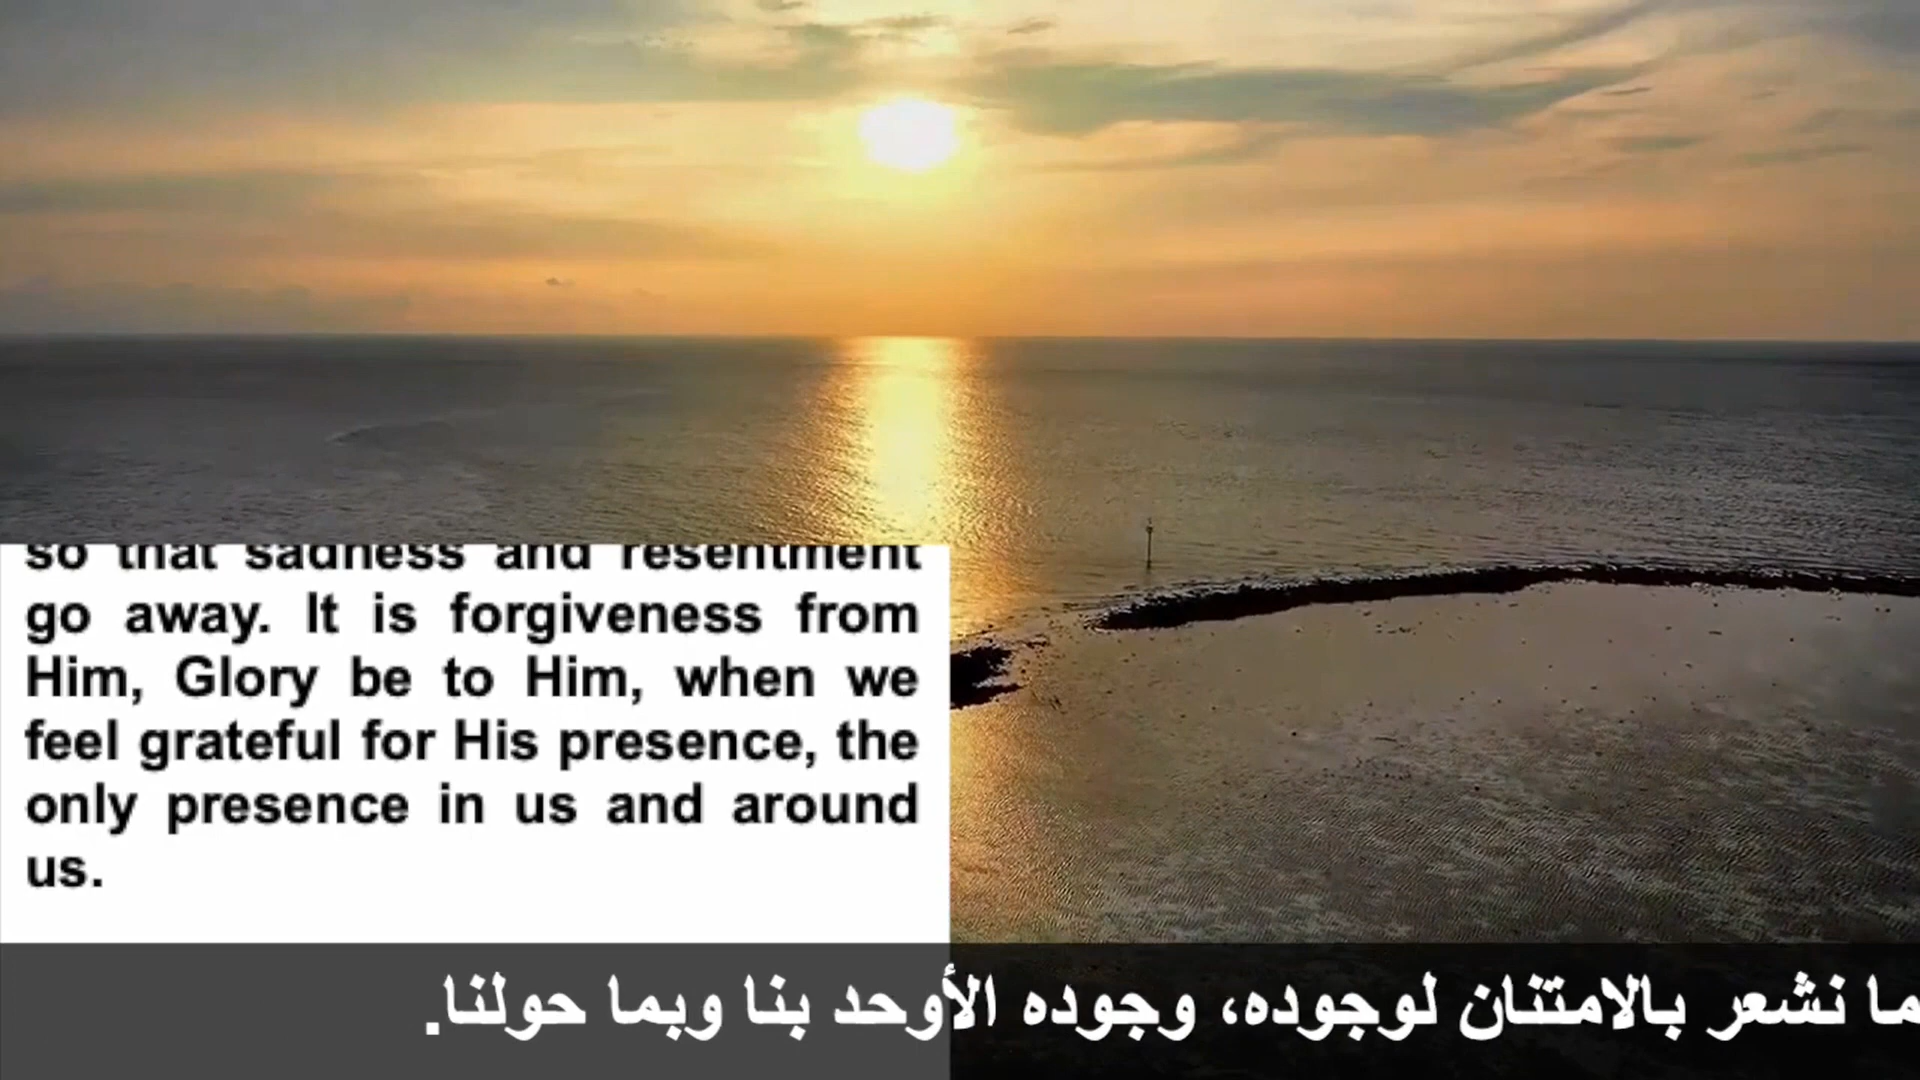 so that sadness and resentment
go away. It is forgiveness from
Him, Glory be to Him, when we
feel grateful for His presence, the
only presence in us and around
us.
ما نشعر بالامتنان لوجوده، وجوده الأوحد بنا وبما حولنا.